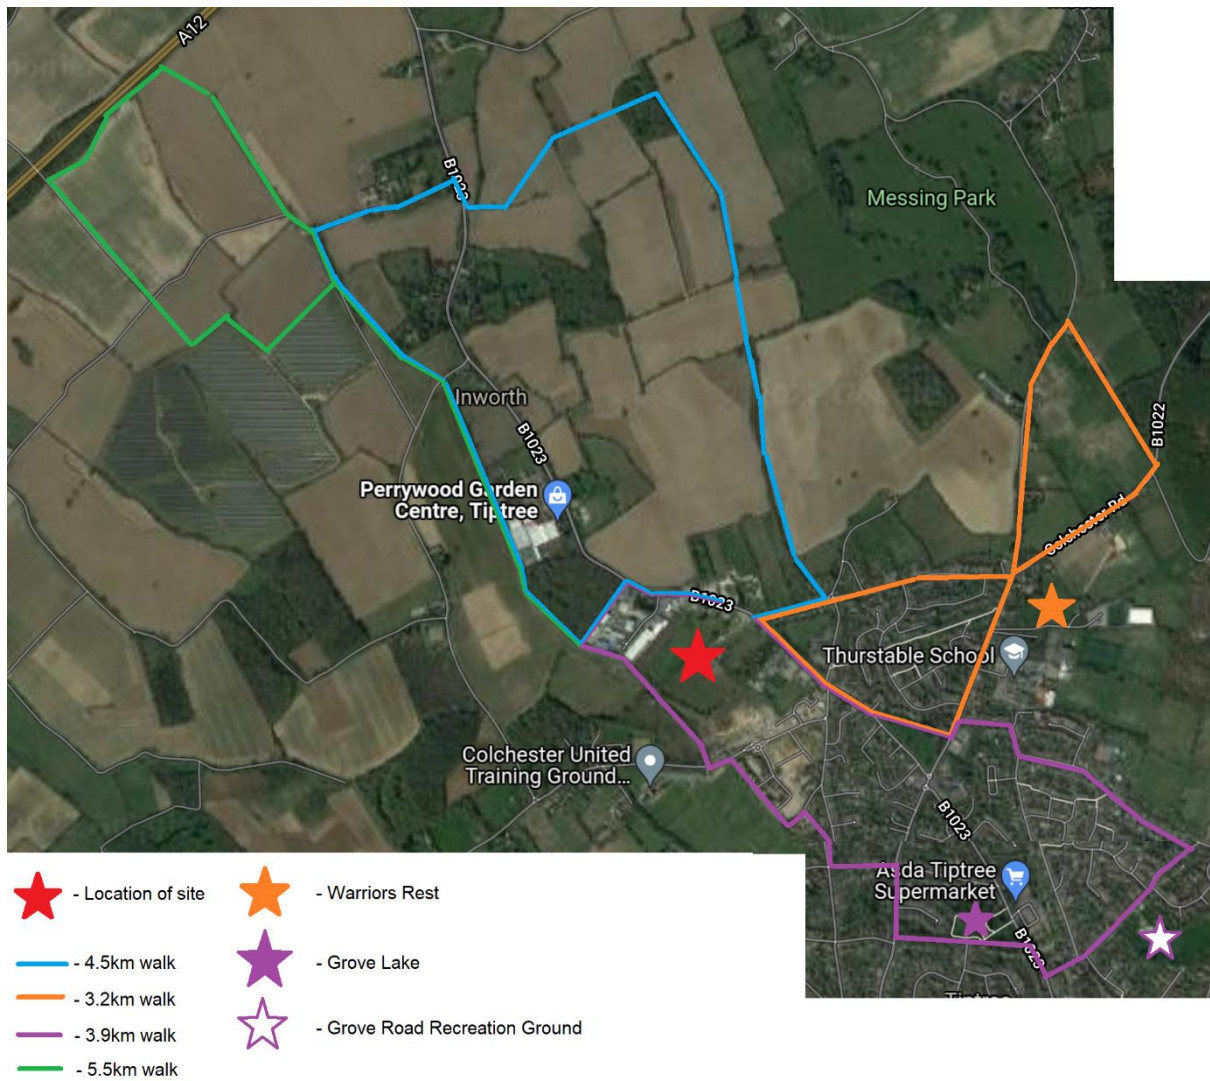 A12
B1023
Messing Park
Inworth
B1023
B1022
Perrywood Garden
Centre, Tiptree
Colchester Rd
B1023
Thurstable School
Colchester United
Training Ground...
B1023
Asda Tiptree
Supermarket
B1023
Tiptree
- Location of site
- Warriors Rest
- 4.5km walk
- Grove Lake
- 3.2km walk
- 3.9km walk
- Grove Road Recreation Ground
- 5.5km walk